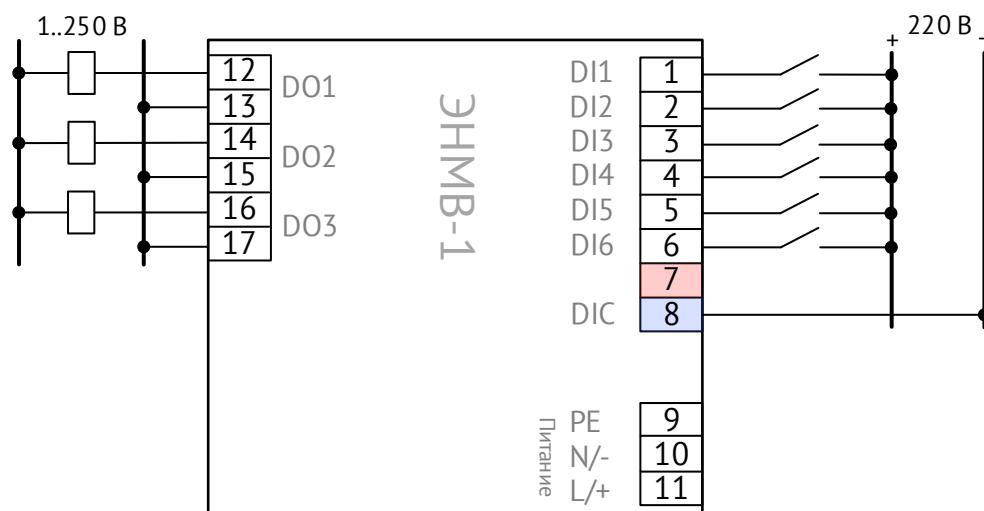 1..250 В
220 В
+
-
12
13
14
15
16
17
DO1
DO2
DO3
ЭНМВ-1
DI1 1
DI2 2
DI3 3
DI4 4
DI5 5
DI6 6
7
DIC 8
Питание
PE 9
N/- 10
L/+ 11